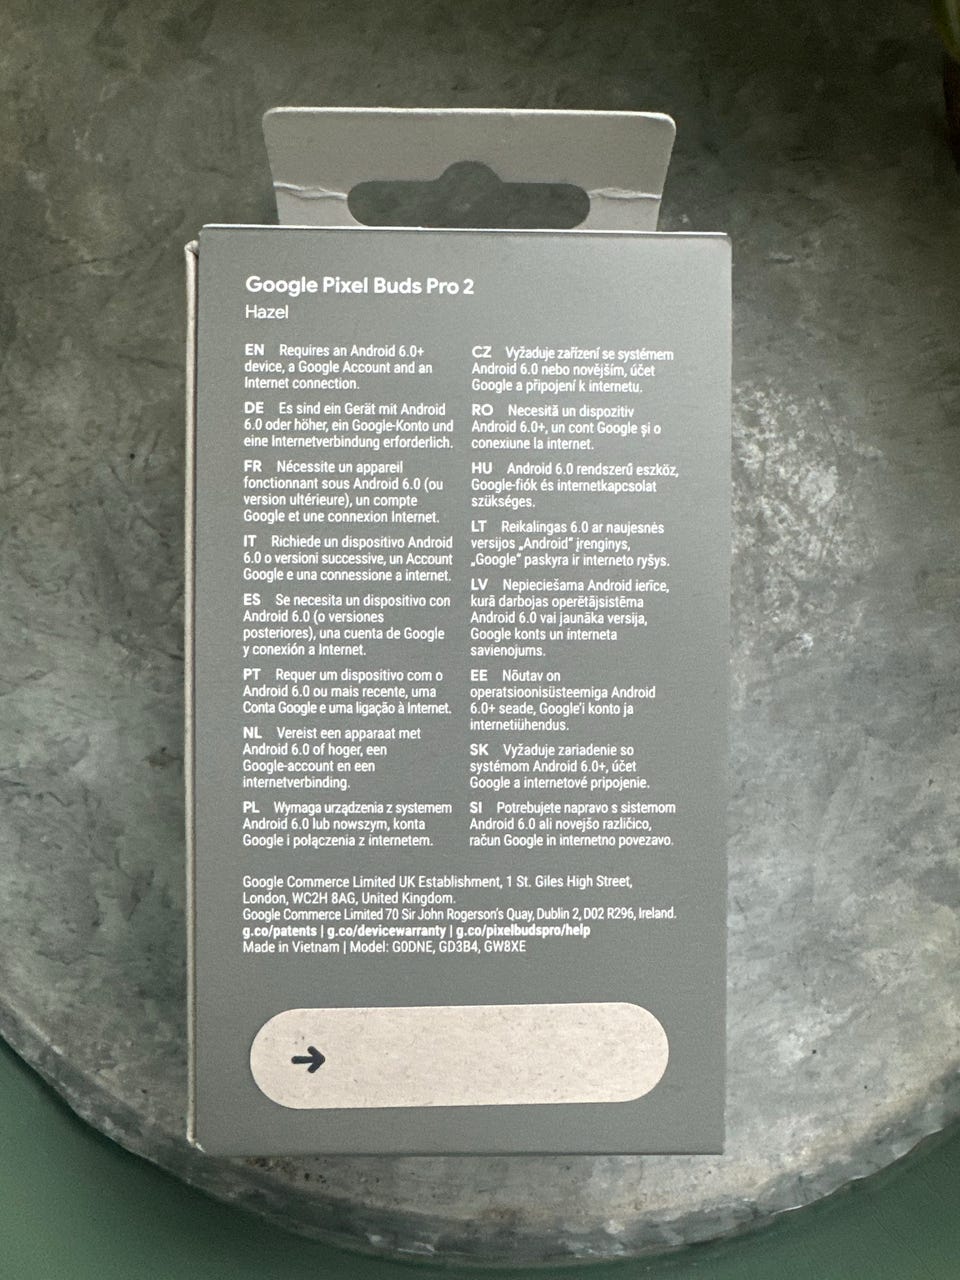 Google Pixel Buds Pro 2
Hazel
EN Requires an Android 6.0+
device, a Google Account and an
Internet connection.
DE Es sind ein Gerät mit Android
6.0 oder höher, ein Google-Konto und
eine Internetverbindung erforderlich.
FR Nécessite un appareil
fonctionnant sous Android 6.0 (ou
version ultérieure), un compte
Google et une connexion Internet.
IT Richiede un dispositivo Android
6.0 o versioni successive, un Account
Google e una connessione a internet.
ES Se necesita un dispositivo con
Android 6.0 (o versiones
posteriores), una cuenta de Google
y conexión a Internet.
PT Requer um dispositivo com o
Android 6.0 ou mais recente, uma
Conta Google e uma ligação à Internet.
NL Vereist een apparaat met
Android 6.0 of hoger, een
Google-account en een
internetverbinding.
PL Wymaga urządzenia z systemem
Android 6.0 lub nowszym, konta
Google i połączenia z internetem.
CZ Vyžaduje zařízení se systémem
Android 6.0 nebo novějším, účet
Google a připojení k internetu.
RO Necesită un dispozitiv
Android 6.0+, un cont Google și o
conexiune la internet.
HU Android 6.0 rendszerű eszköz,
Google-fiók és internetkapcsolat
szükséges.
LT Reikalingas 6.0 ar naujesnės
versijos „Android“ įrenginys,
„Google“ paskyra ir interneto ryšys.
LV Nepieciešama Android ierīce,
kurā darbojas operētājsistēma
Android 6.0 vai jaunāka versija,
Google konts un interneta
savienojums.
EE Nõutav on
operatsioonisüsteemiga Android
6.0+ seade, Google'i konto ja
internetiühendus.
SK Vyžaduje zariadenie so
systémom Android 6.0+, účet
Google a internetové pripojenie.
SI Potrebujete napravo s sistemom
Android 6.0 ali novejšo različico,
račun Google in internetno povezavo.
Google Commerce Limited UK Establishment, 1 St. Giles High Street,
London, WC2H 8AG, United Kingdom.
Google Commerce Limited 70 Sir John Rogerson's Quay, Dublin 2, D02 R296, Ireland.
g.co/patents | g.co/devicewarranty | g.co/pixelbudspro/help
Made in Vietnam | Model: G0DNE, GD3B4, GW8XE